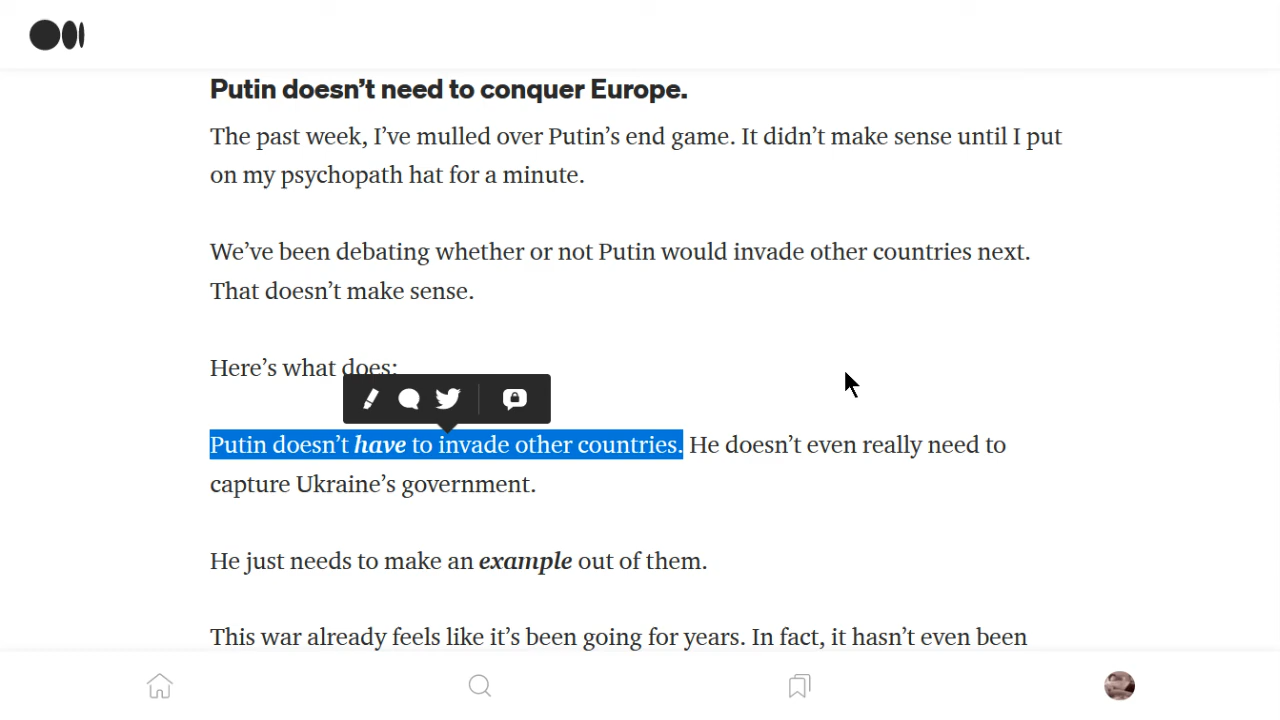 Putin doesn’t need to conquer Europe.
The past week, I’ve mulled over Putin’s end game. It didn’t make sense until I put
on my psychopath hat for a minute.
We’ve been debating whether or not Putin would invade other countries next.
That doesn’t make sense.
Here’s what does:
Putin doesn’t have to invade other countries. He doesn’t even really need to
capture Ukraine’s government.
He just needs to make an example out of them.
This war already feels like it’s been going for years. In fact, it hasn’t even been